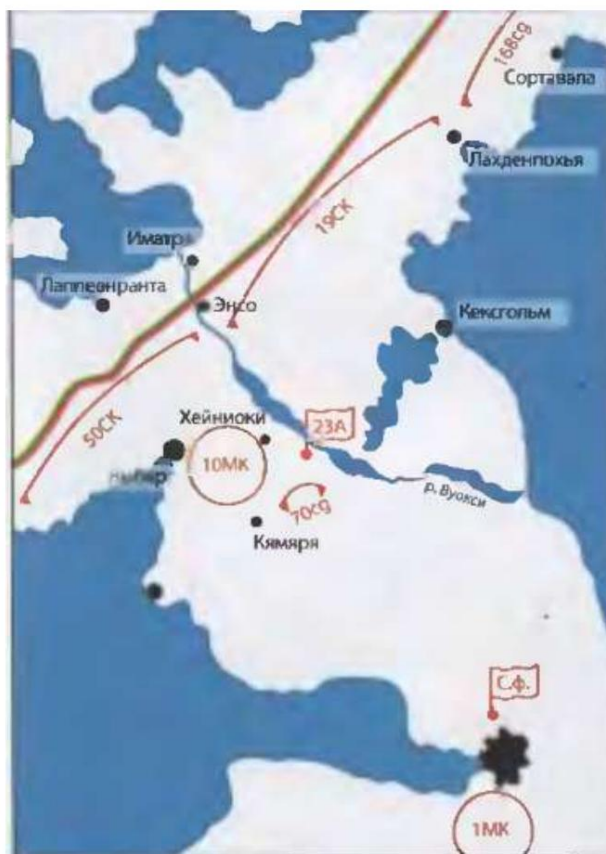 168сд
Сортавала
Лахденпохья
19СК
Иматра
Лаппеенранта
Энсо
Кексгольм
50СК
Хейниоки
23А
10МК
р. Вуокси
70сд
Кямяря
С.ф.
1МК